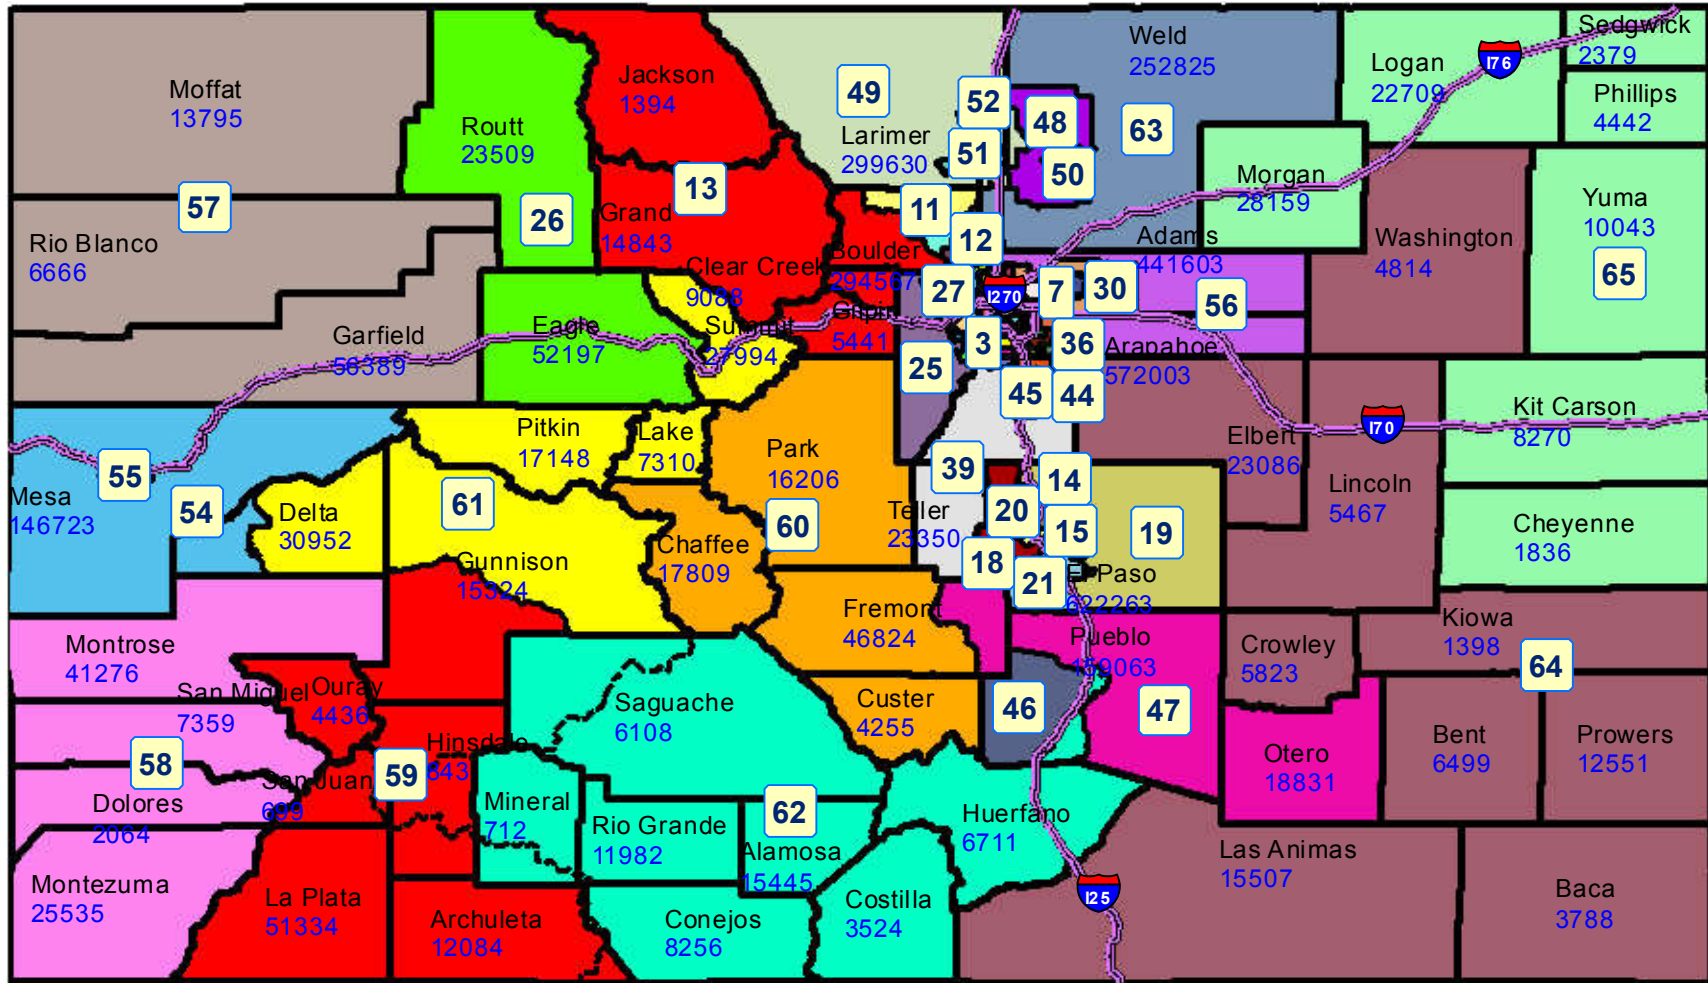 Moffat
13795
Routt
23509
Jackson
1394
49
Larimer
299630
52
51
48
50
Weld
252825
63
Logan
22709
I76
Sedgwick
2379
Phillips
4442
57
26
13
Grand
14843
11
12
Morgan
28159
Washington
4814
Yuma
10043
65
Rio Blanco
6666
Boulder
294567
Clear Creek
9088
27
I270
7
30
Adams
441603
56
Garfield
56389
Eagle
52197
Summit
27994
Gilpin
5441
25
3
36
Arapahoe
572003
45
44
I70
Kit Carson
8270
Mesa
146723
55
54
Delta
30952
61
Pitkin
17148
Lake
7310
Park
16206
60
39
14
Elbert
23086
Lincoln
5467
Cheyenne
1836
Gunnison
15324
Chaffee
17809
Teller
23350
20
15
18
21
19
El Paso
622263
Montrose
41276
Fremont
46824
Pueblo
159063
Crowley
5823
Kiowa
1398
64
San Miguel
7359
Ouray
4436
Saguache
6108
Custer
4255
46
47
Otero
18831
Bent
6499
Prowers
12551
58
Dolores
2064
San Juan
699
59
Hinsdale
843
Mineral
712
Rio Grande
11982
62
Alamosa
15445
Huerfano
6711
Las Animas
15507
Baca
3788
Montezuma
25535
La Plata
51334
Archuleta
12084
Conejos
8256
Costilla
3524
I25